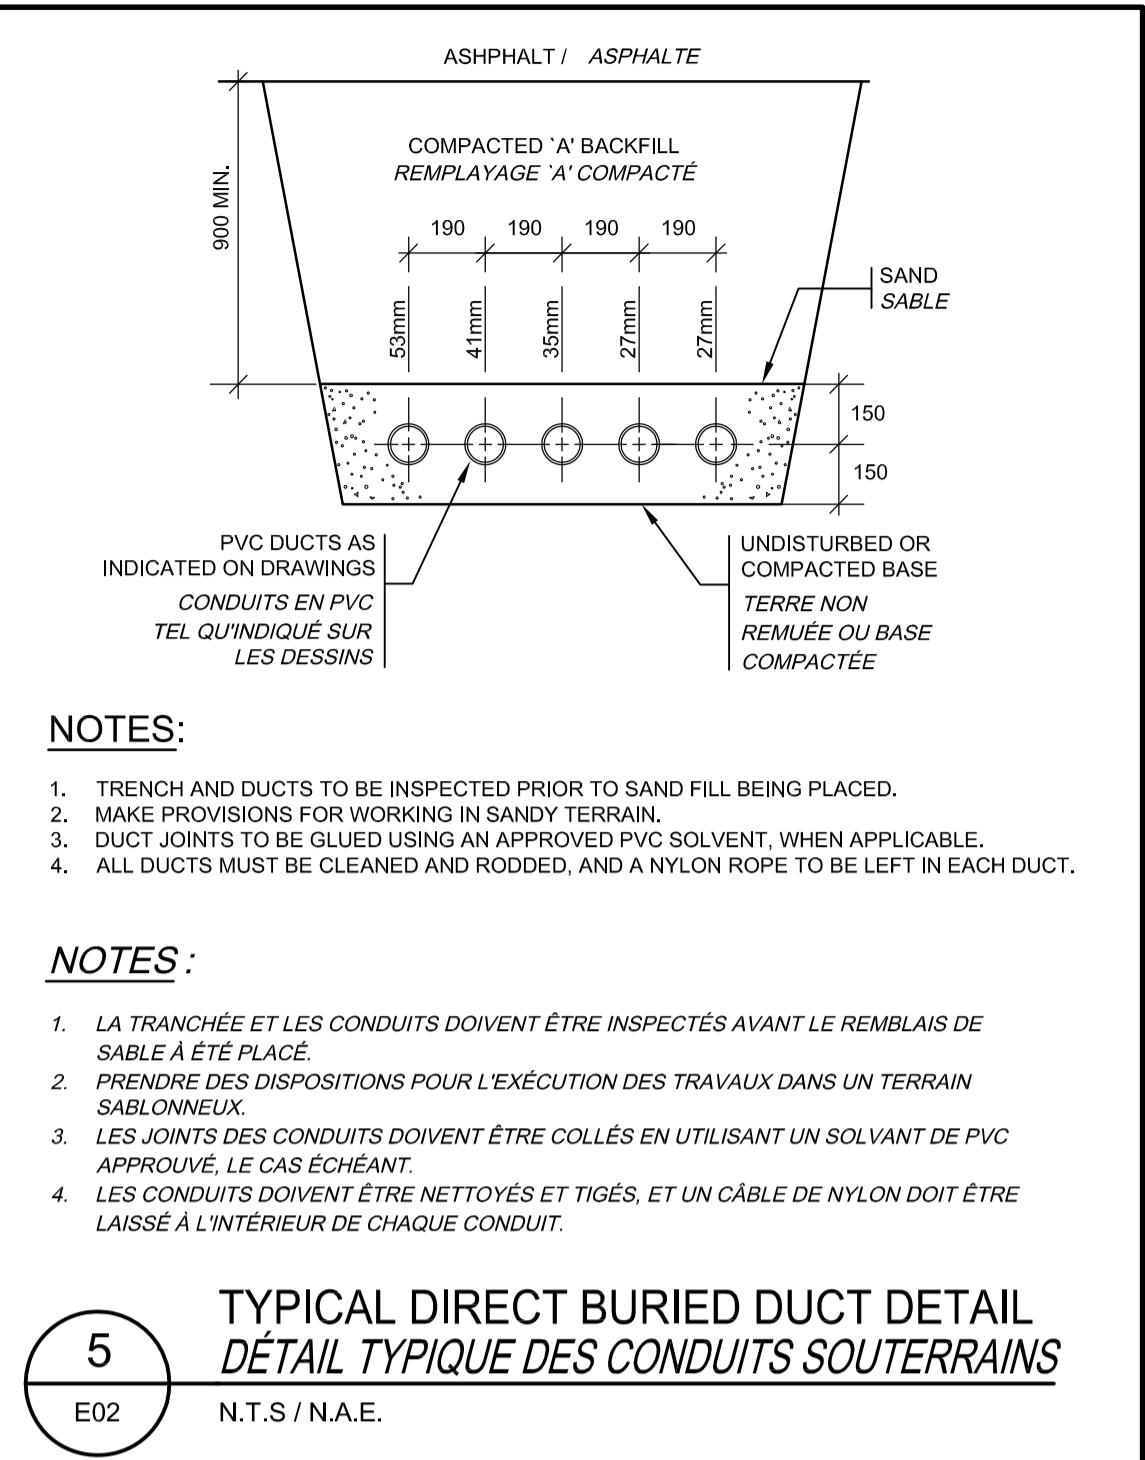 ASHPHALT / ASPHALTE
COMPACTED `A' BACKFILL
REMPLAYAGE `A' COMPACTÉ
900 MIN.
190 190 190 190
SAND
SABLE
53mm 41mm 35mm 27mm 27mm
150
150
PVC DUCTS AS
INDICATED ON DRAWINGS
CONDUITS EN PVC
TEL QU'INDIQUÉ SUR
LES DESSINS
UNDISTURBED OR
COMPACTED BASE
TERRE NON
REMUÉE OU BASE
COMPACTÉE
NOTES:
1. TRENCH AND DUCTS TO BE INSPECTED PRIOR TO SAND FILL BEING PLACED.
2. MAKE PROVISIONS FOR WORKING IN SANDY TERRAIN.
3. DUCT JOINTS TO BE GLUED USING AN APPROVED PVC SOLVENT, WHEN APPLICABLE.
4. ALL DUCTS MUST BE CLEANED AND RODDED, AND A NYLON ROPE TO BE LEFT IN EACH DUCT.
NOTES :
1. LA TRANCHÉE ET LES CONDUITS DOIVENT ÊTRE INSPECTÉS AVANT LE REMBLAIS DE
SABLE À ÉTÉ PLACÉ.
2. PRENDRE DES DISPOSITIONS POUR L'EXÉCUTION DES TRAVAUX DANS UN TERRAIN
SABLONNEUX.
3. LES JOINTS DES CONDUITS DOIVENT ÊTRE COLLÉS EN UTILISANT UN SOLVANT DE PVC
APPROUVÉ, LE CAS ÉCHÉANT.
4. LES CONDUITS DOIVENT ÊTRE NETTOYÉS ET TIGÉS, ET UN CÂBLE DE NYLON DOIT ÊTRE
LAISSÉ À L'INTÉRIEUR DE CHAQUE CONDUIT.
5
E02
TYPICAL DIRECT BURIED DUCT DETAIL
DÉTAIL TYPIQUE DES CONDUITS SOUTERRAINS
N.T.S / N.A.E.